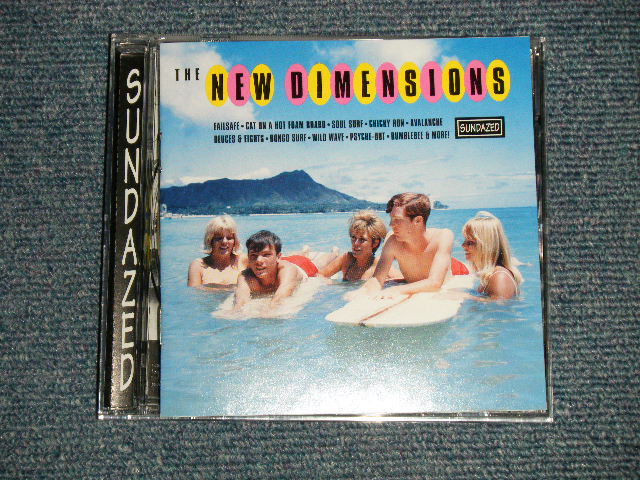 THE NEW DIMENSIONS
FAILSAFE • CAT ON A HOT FOAM BOARD • SOUL SURF • CHICKY RUN • AVALANCHE
DEUCES & EIGHTS • BONGO SURF • WILD WAVE • PSYCHE-OUT • BUMBLEBEE & MORE!
SUNDAZED
SUNDAZED